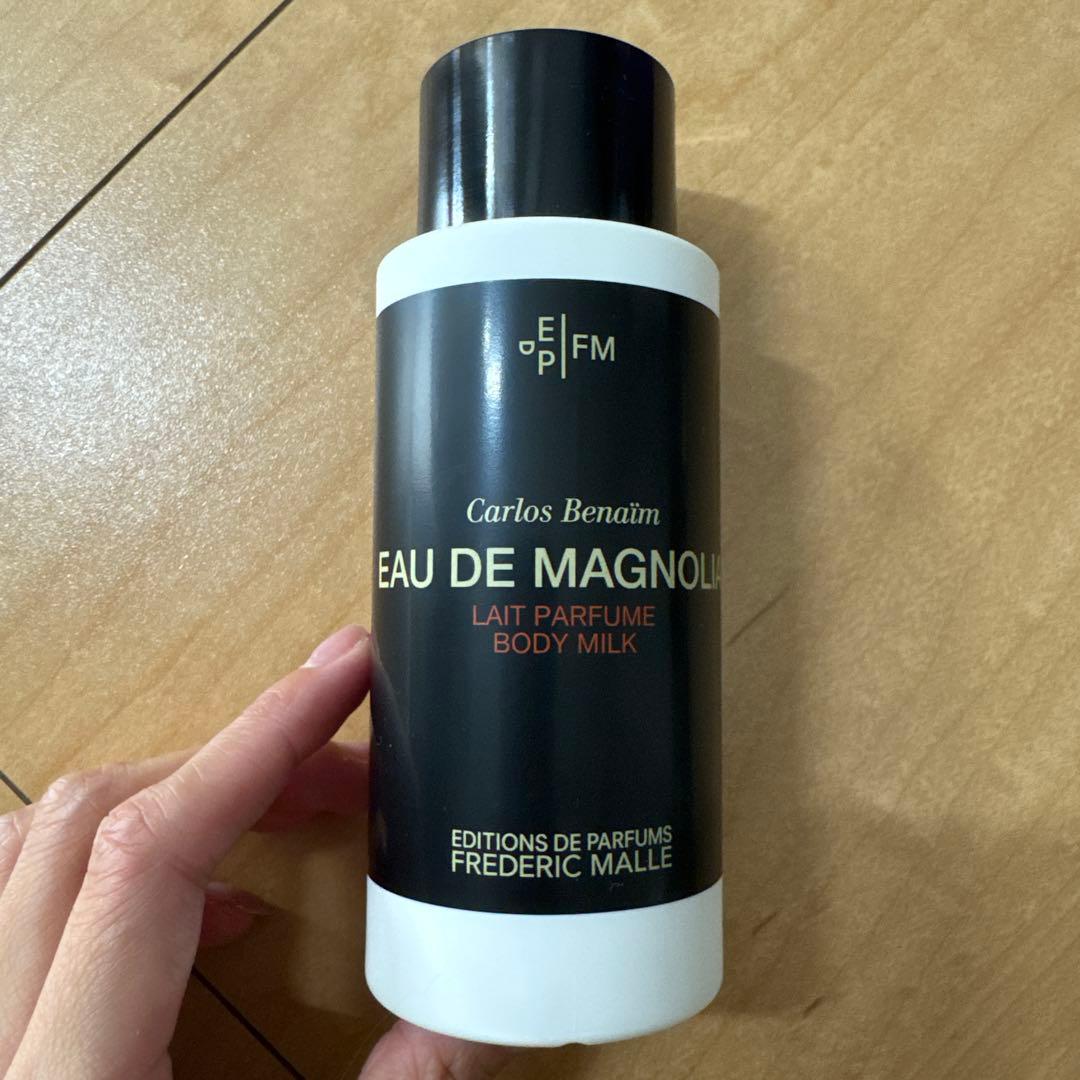 E
D P | FM
Carlos Benaïm
EAU DE MAGNOLIA
LAIT PARFUME
BODY MILK
EDITIONS DE PARFUMS
FREDERIC MALLE